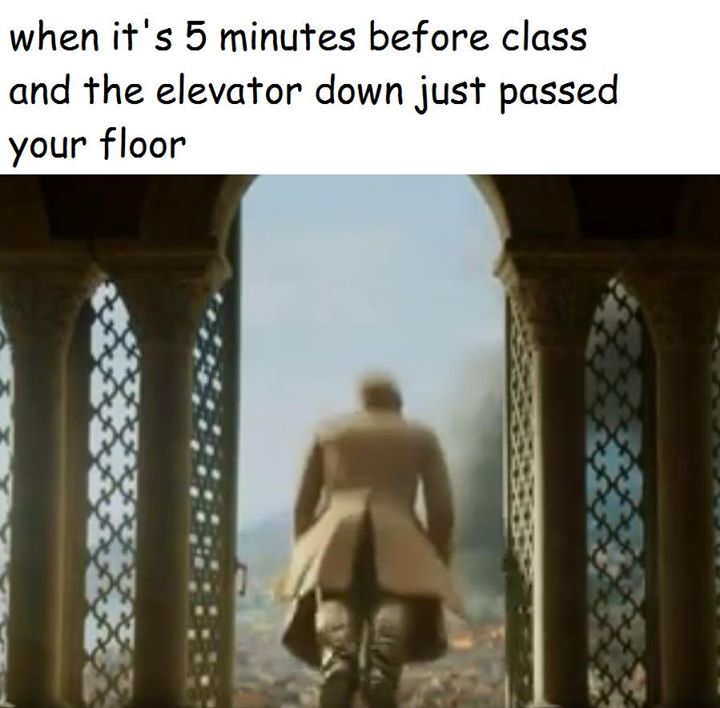 when it's 5 minutes before class
and the elevator down just passed
your floor